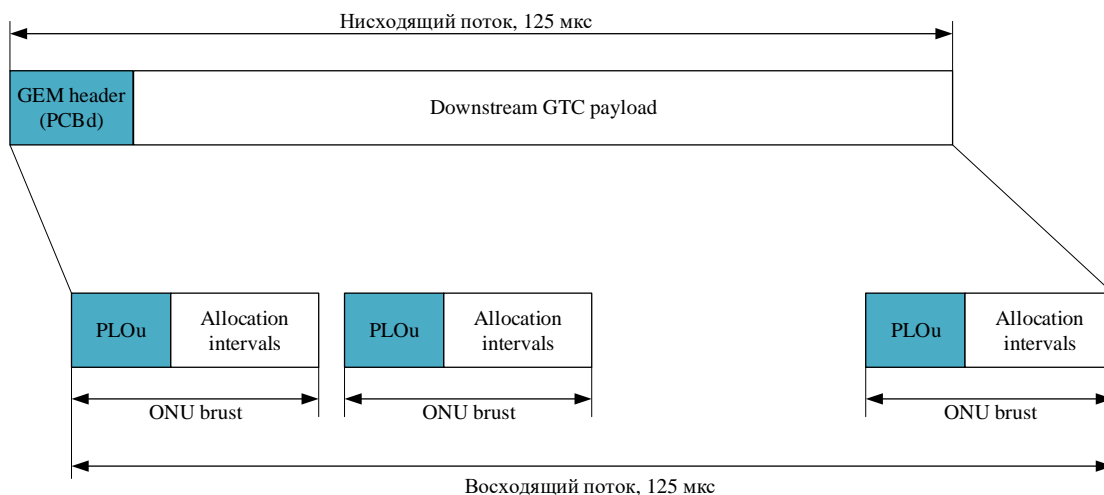 Нисходящий поток, 125 мкс
GEM header
(PCBd)
Downstream GTC payload
PLOu
Allocation
intervals
PLOu
Allocation
intervals
PLOu
Allocation
intervals
ONU brust
ONU brust
ONU brust
Восходящий поток, 125 мкс